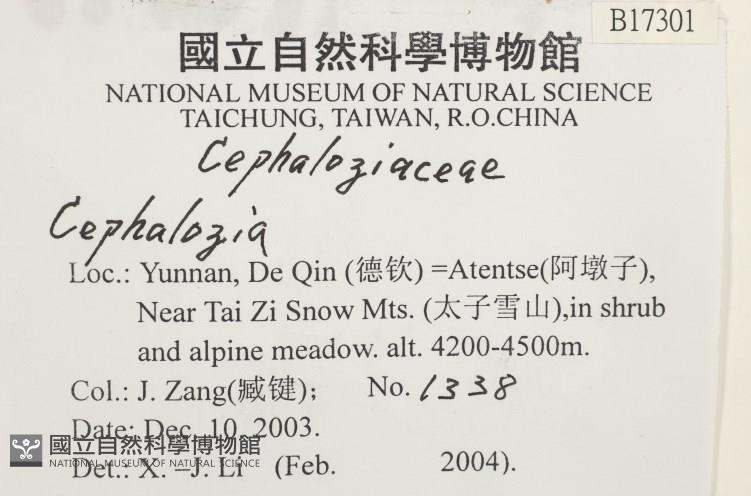 B17301
國立自然科學博物館
NATIONAL MUSEUM OF NATURAL SCIENCE
TAICHUNG, TAIWAN, R.O.CHINA
Cephaloziaceae
Cephalozia
Loc.: Yunnan, De Qin (德钦) =Atentse(阿墩子),
Near Tai Zi Snow Mts. (太子雪山),in shrub
and alpine meadow. alt. 4200-4500m.
Col.: J. Zang(臧键); No. 1338
Date: Dec. 10, 2003.
國立自然科學博物館
NATIONAL MUSEUM OF NATURAL SCIENCE
Det.: X. –J. Li (Feb. 2004).